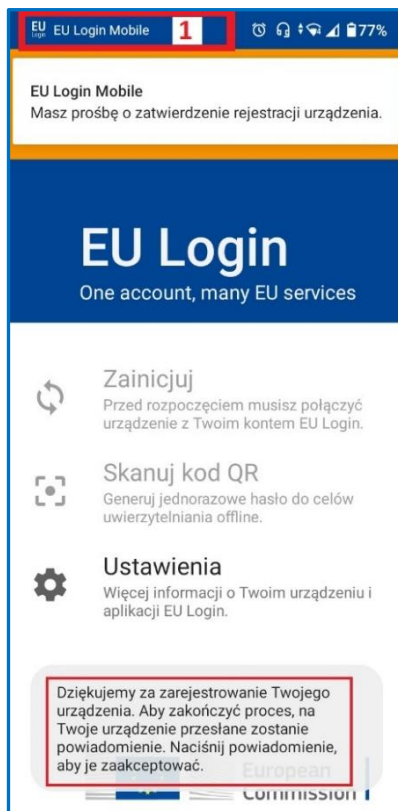 EU Login EU Login Mobile 1 77%
EU Login Mobile
Masz prośbę o zatwierdzenie rejestracji urządzenia.
EU Login
One account, many EU services
Zainicjuj
Przed rozpoczęciem musisz połączyć
urządzenie z Twoim kontem EU Login.
Skanuj kod QR
Generuj jednorazowe hasło do celów
uwierzytelniania offline.
Ustawienia
Więcej informacji o Twoim urządzeniu i
aplikacji EU Login.
Dziękujemy za zarejestrowanie Twojego
urządzenia. Aby zakończyć proces, na
Twoje urządzenie przesłane zostanie
powiadomienie. Naciśnij powiadomienie,
aby je zaakceptować.
European
Commission